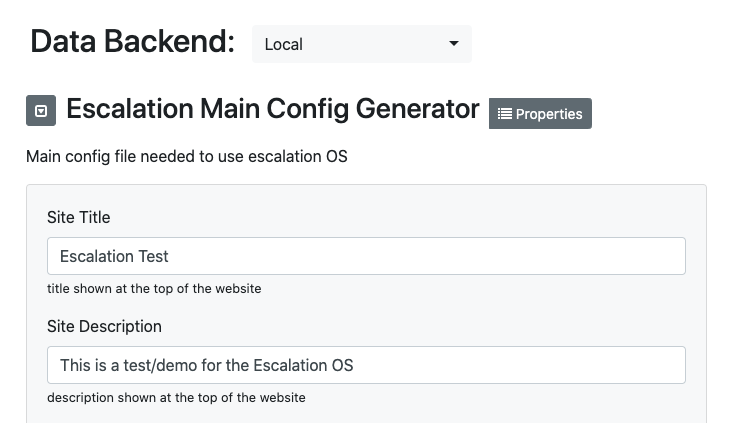 Data Backend: Local
Escalation Main Config Generator Properties
Main config file needed to use escalation OS
Site Title
Escalation Test
title shown at the top of the website
Site Description
This is a test/demo for the Escalation OS
description shown at the top of the website